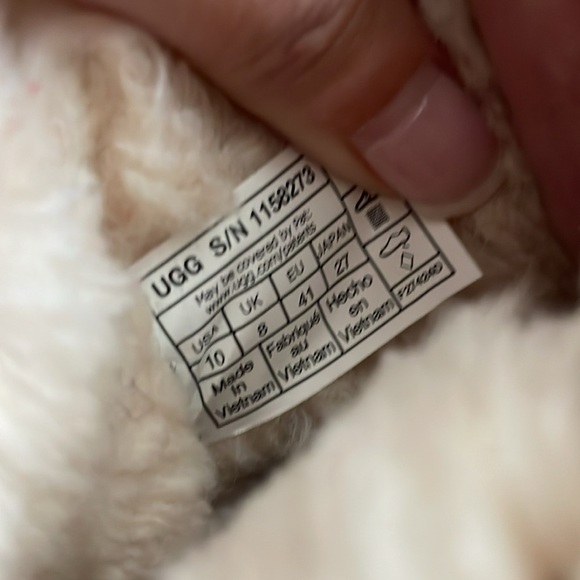 UGG S/N 1158273
May be covered by Pat:
www.ugg.com/patents
USA UK EU JAPAN
10 8 41 27
Made in Vietnam
Fabriqué au Vietnam
Hecho en Vietnam